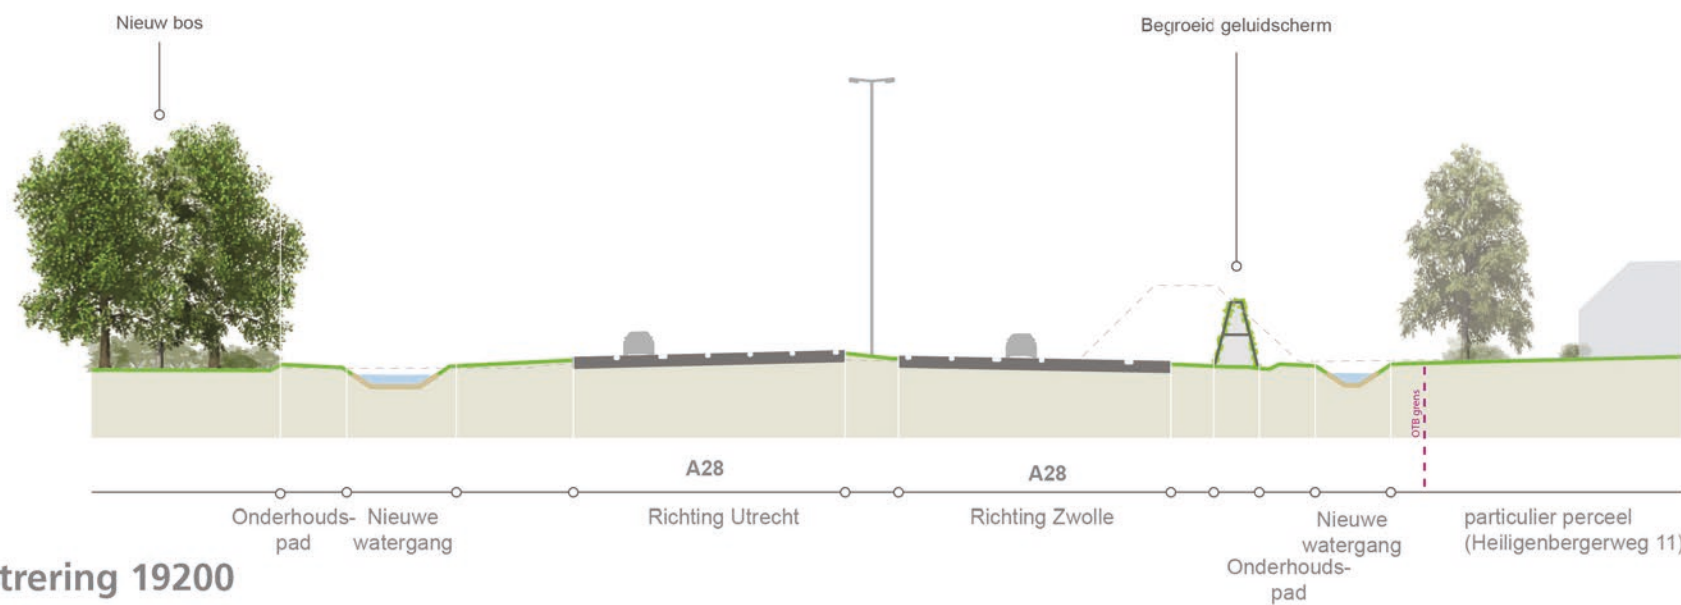 Nieuw bos
Begroeid geluidscherm
OTB grens
A28
A28
Onderhouds-
pad
Nieuwe
watergang
Richting Utrecht
Richting Zwolle
Nieuwe
watergang
Onderhouds-
pad
particulier perceel
(Heiligenbergerweg 11)
trering 19200